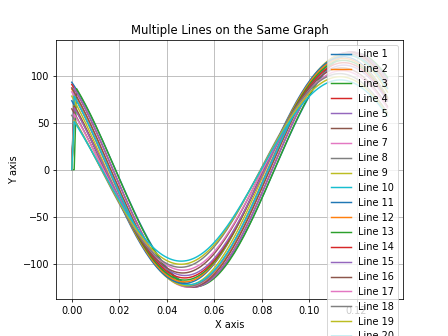 Multiple Lines on the Same Graph
Y axis
100
50
0
−50
−100
0.00
0.02
0.04
0.06
0.08
0.10
X axis
Line 1
Line 2
Line 3
Line 4
Line 5
Line 6
Line 7
Line 8
Line 9
Line 10
Line 11
Line 12
Line 13
Line 14
Line 15
Line 16
Line 17
Line 18
Line 19
Line 20